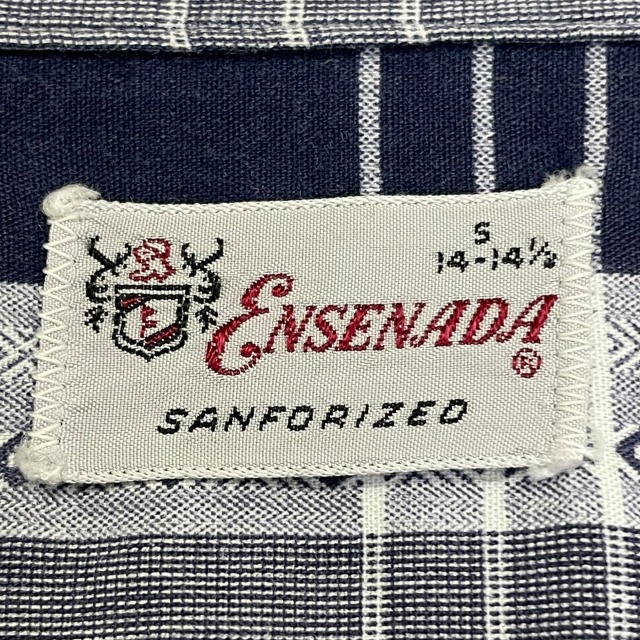 S
14-14½
ENSENADA®
SANFORIZED